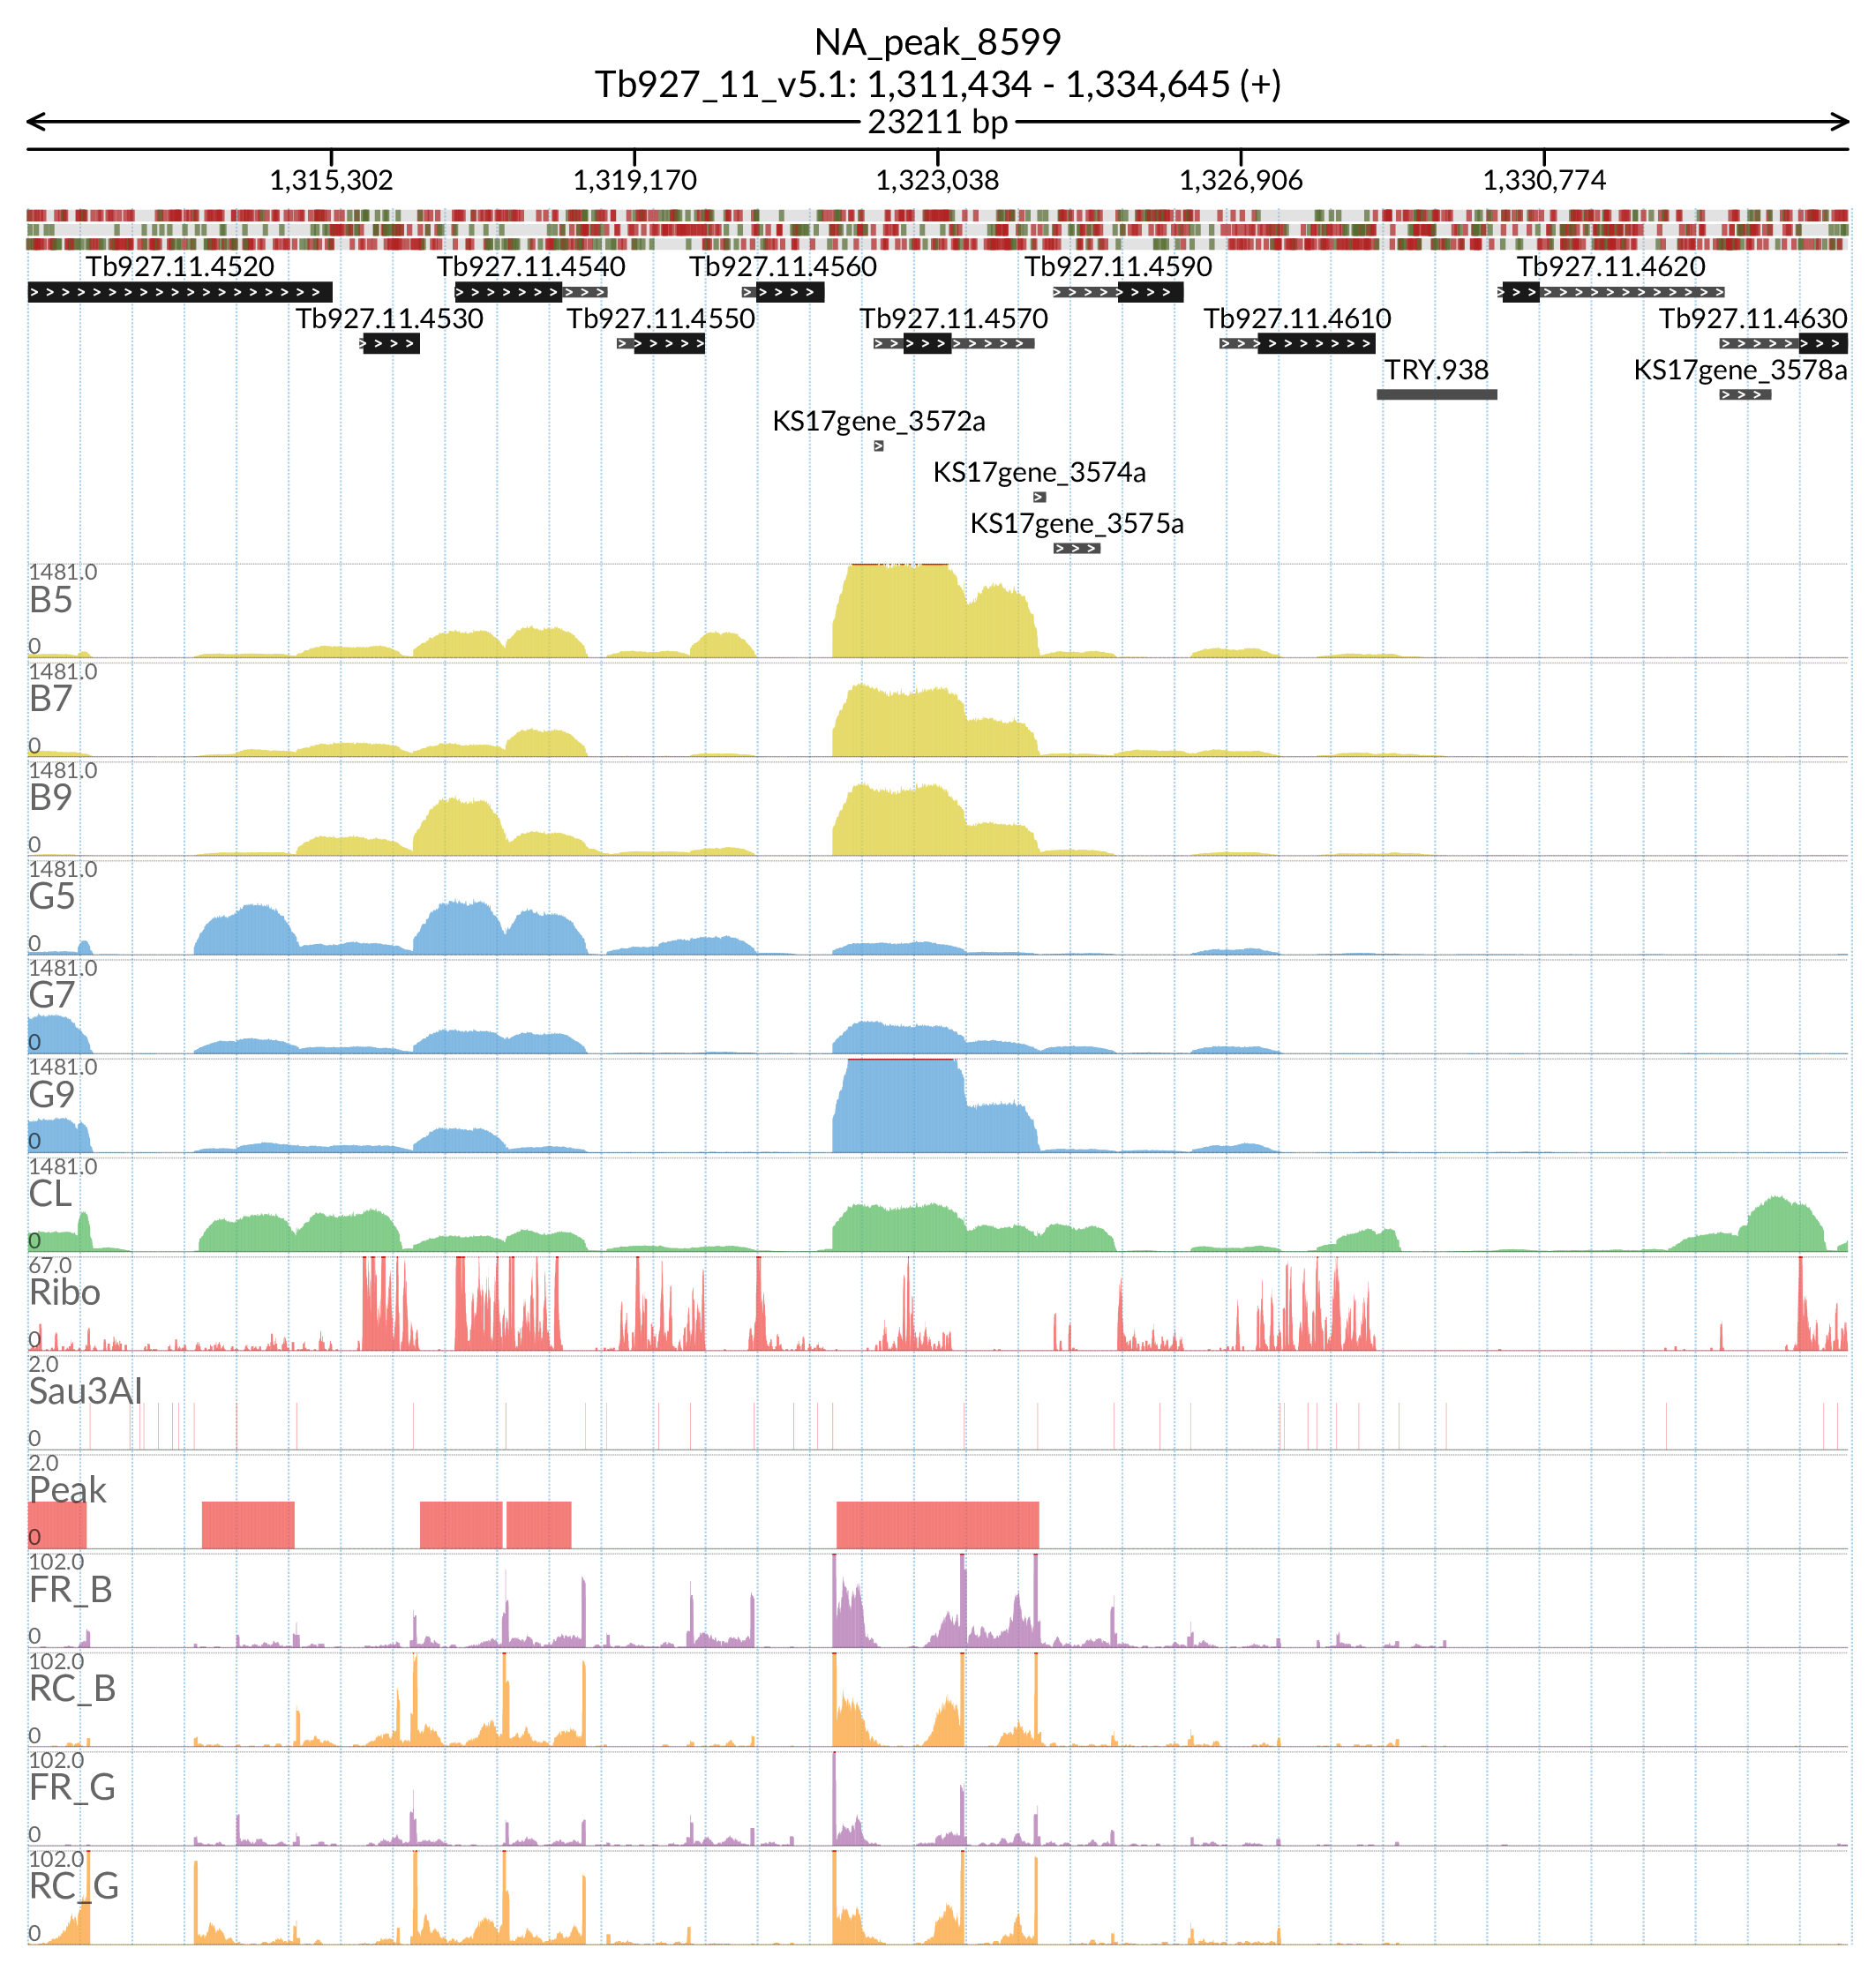 NA_peak_8599
Tb927_11_v5.1: 1,311,434 - 1,334,645 (+)
23211 bp
1,315,302 1,319,170 1,323,038 1,326,906 1,330,774
Tb927.11.4520 Tb927.11.4540 Tb927.11.4560 Tb927.11.4590 Tb927.11.4620
Tb927.11.4530 Tb927.11.4550 Tb927.11.4570 Tb927.11.4610 Tb927.11.4630
TRY.938 KS17gene_3578a
KS17gene_3572a
KS17gene_3574a
KS17gene_3575a
1481.0
B5
0
1481.0
B7
0
1481.0
B9
0
1481.0
G5
0
1481.0
G7
0
1481.0
G9
0
1481.0
CL
0
67.0
Ribo
0
2.0
Sau3AI
0
2.0
Peak
0
102.0
FR_B
0
102.0
RC_B
0
102.0
FR_G
0
102.0
RC_G
0